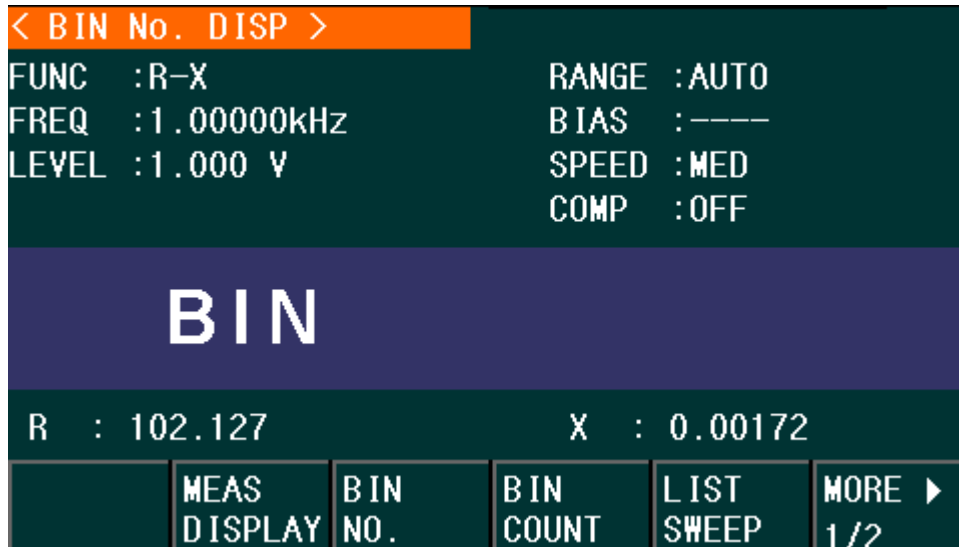 < BIN No. DISP >
FUNC :R-X RANGE :AUTO
FREQ :1.00000kHz BIAS :----
LEVEL :1.000 V SPEED :MED
COMP :OFF
BIN
R : 102.127 X : 0.00172
MEAS DISPLAY
BIN NO.
BIN COUNT
LIST SWEEP
MORE ▶ 1/2